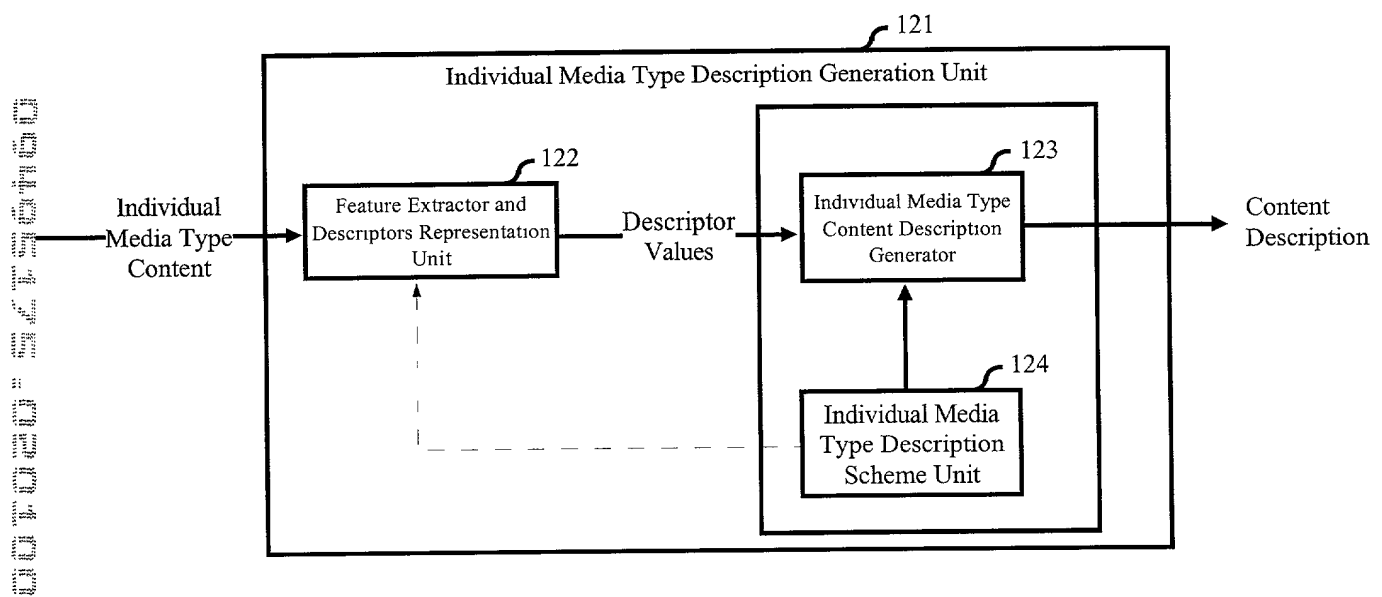 121
Individual Media Type Description Generation Unit
122
123
Feature Extractor and
Descriptors Representation
Unit
Individual
Media Type
Content
Descriptor
Values
Individual Media Type
Content Description
Generator
Content
Description
124
Individual Media
Type Description
Scheme Unit